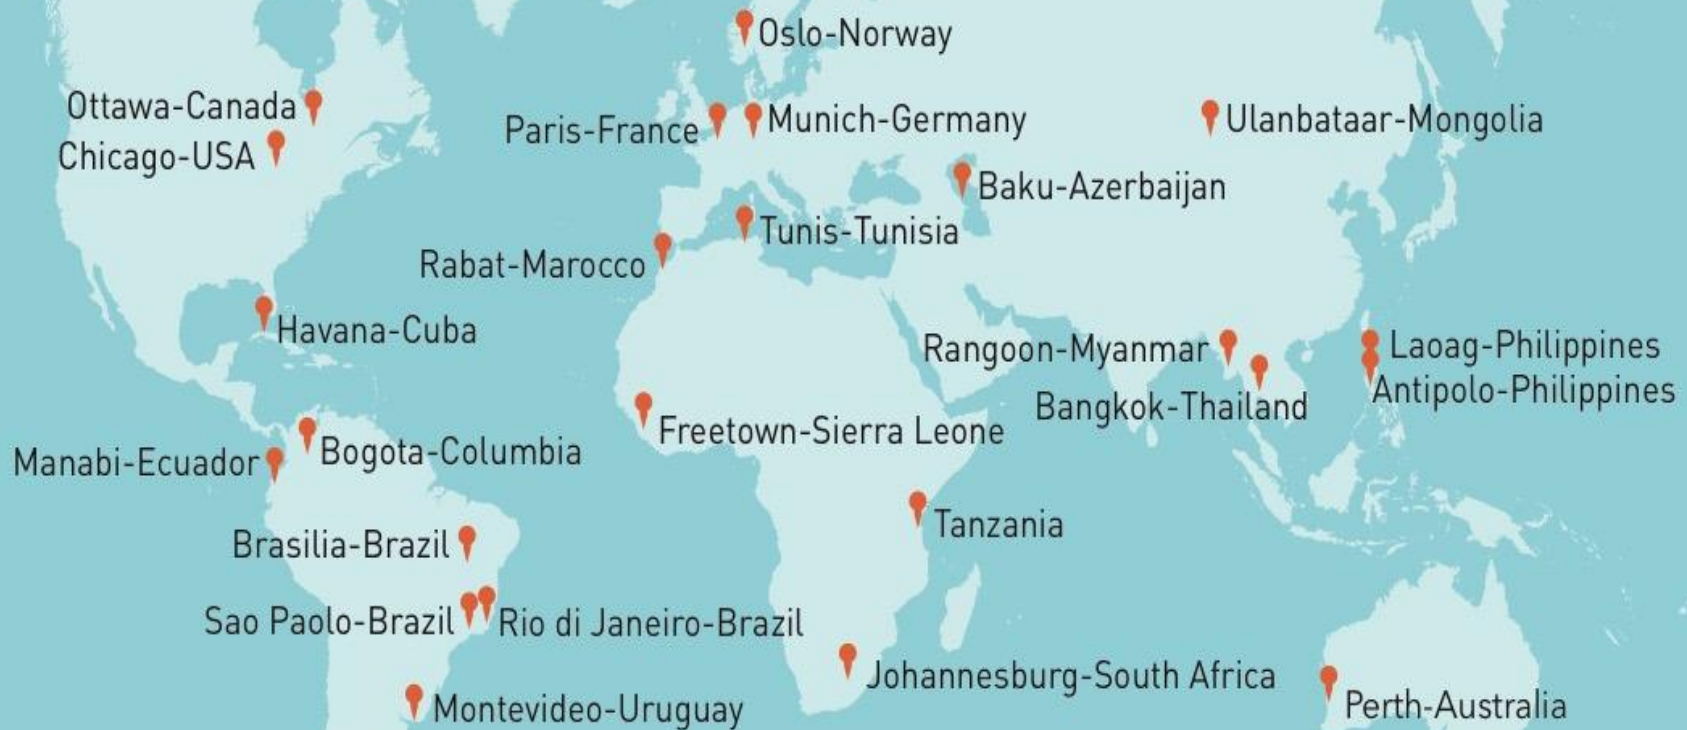 Oslo-Norway
Ottawa-Canada
Paris-France
Munich-Germany
Ulanbataar-Mongolia
Chicago-USA
Baku-Azerbaijan
Tunis-Tunisia
Rabat-Marocco
Havana-Cuba
Rangoon-Myanmar
Laoag-Philippines
Bangkok-Thailand
Antipolo-Philippines
Freetown-Sierra Leone
Manabi-Ecuador
Bogota-Columbia
Tanzania
Brasilia-Brazil
Sao Paolo-Brazil
Rio di Janeiro-Brazil
Johannesburg-South Africa
Montevideo-Uruguay
Perth-Australia